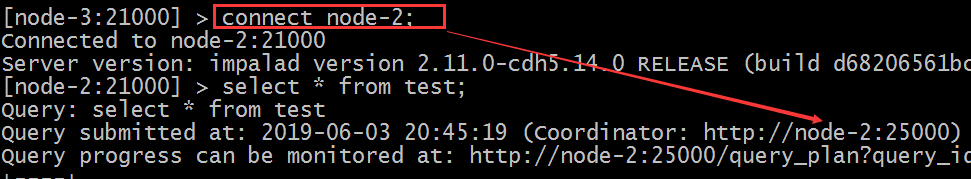 [node-3:21000] > connect node-2;
Connected to node-2:21000
Server version: impalad version 2.11.0-cdh5.14.0 RELEASE (build d68206561bc
[node-2:21000] > select * from test;
Query: select * from test
Query submitted at: 2019-06-03 20:45:19 (Coordinator: http://node-2:25000)
Query progress can be monitored at: http://node-2:25000/query_plan?query_id